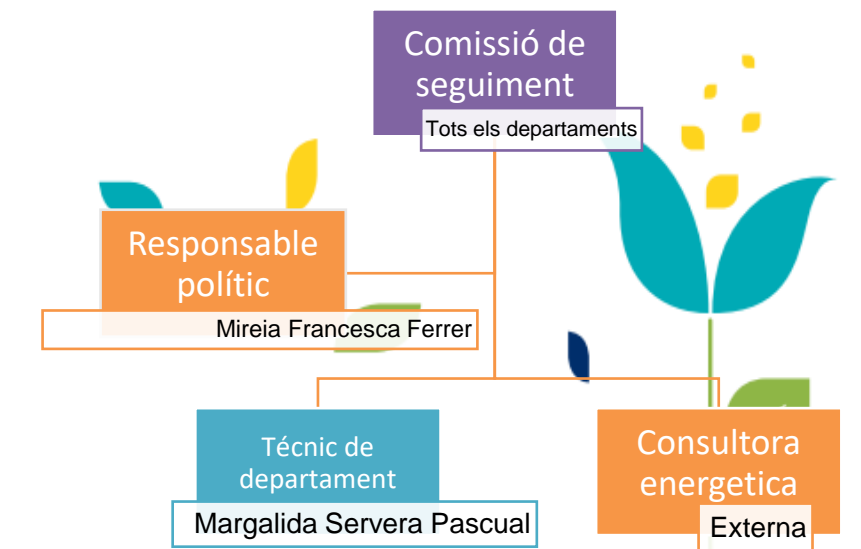 Comissió de
seguiment
Tots els departaments
Responsable
polític
Mireia Francesca Ferrer
Técnic de
departament
Margalida Servera Pascual
Consultora
energetica
Externa